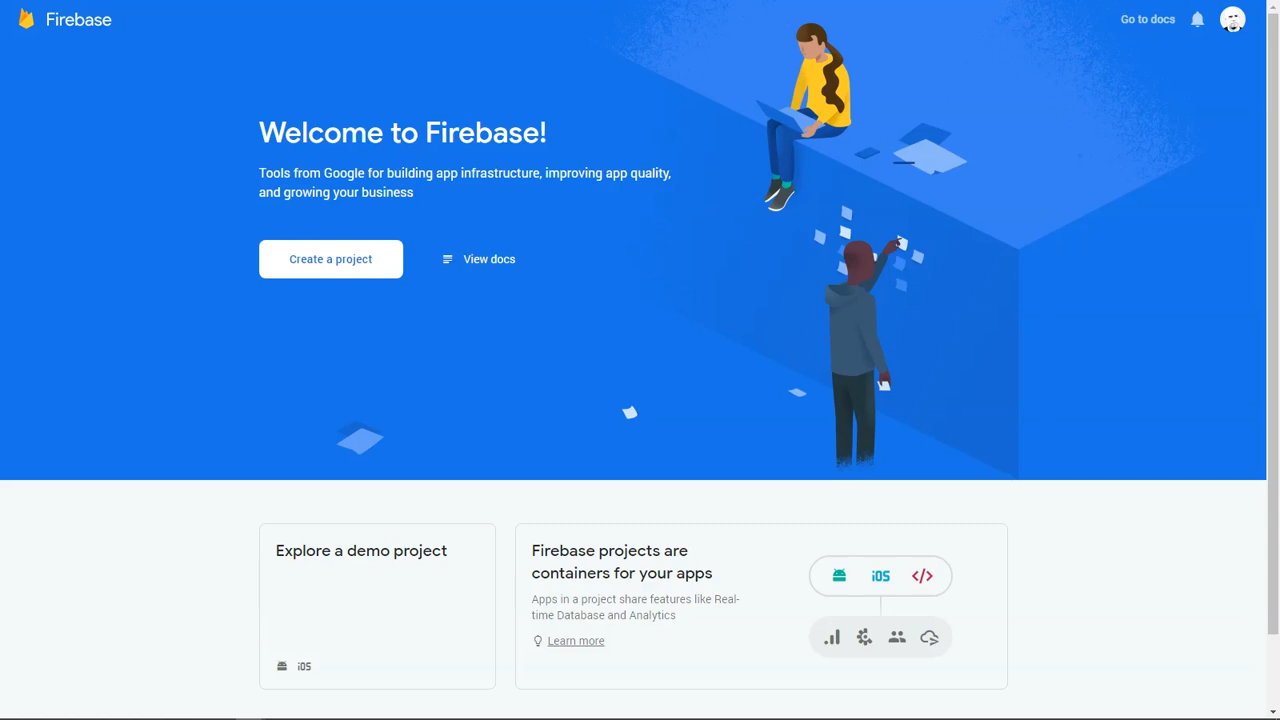 Firebase
Go to docs
Welcome to Firebase!
Tools from Google for building app infrastructure, improving app quality,
and growing your business
Create a project
View docs
Explore a demo project
iOS
Firebase projects are
containers for your apps
Apps in a project share features like Real-
time Database and Analytics
Learn more
iOS </>